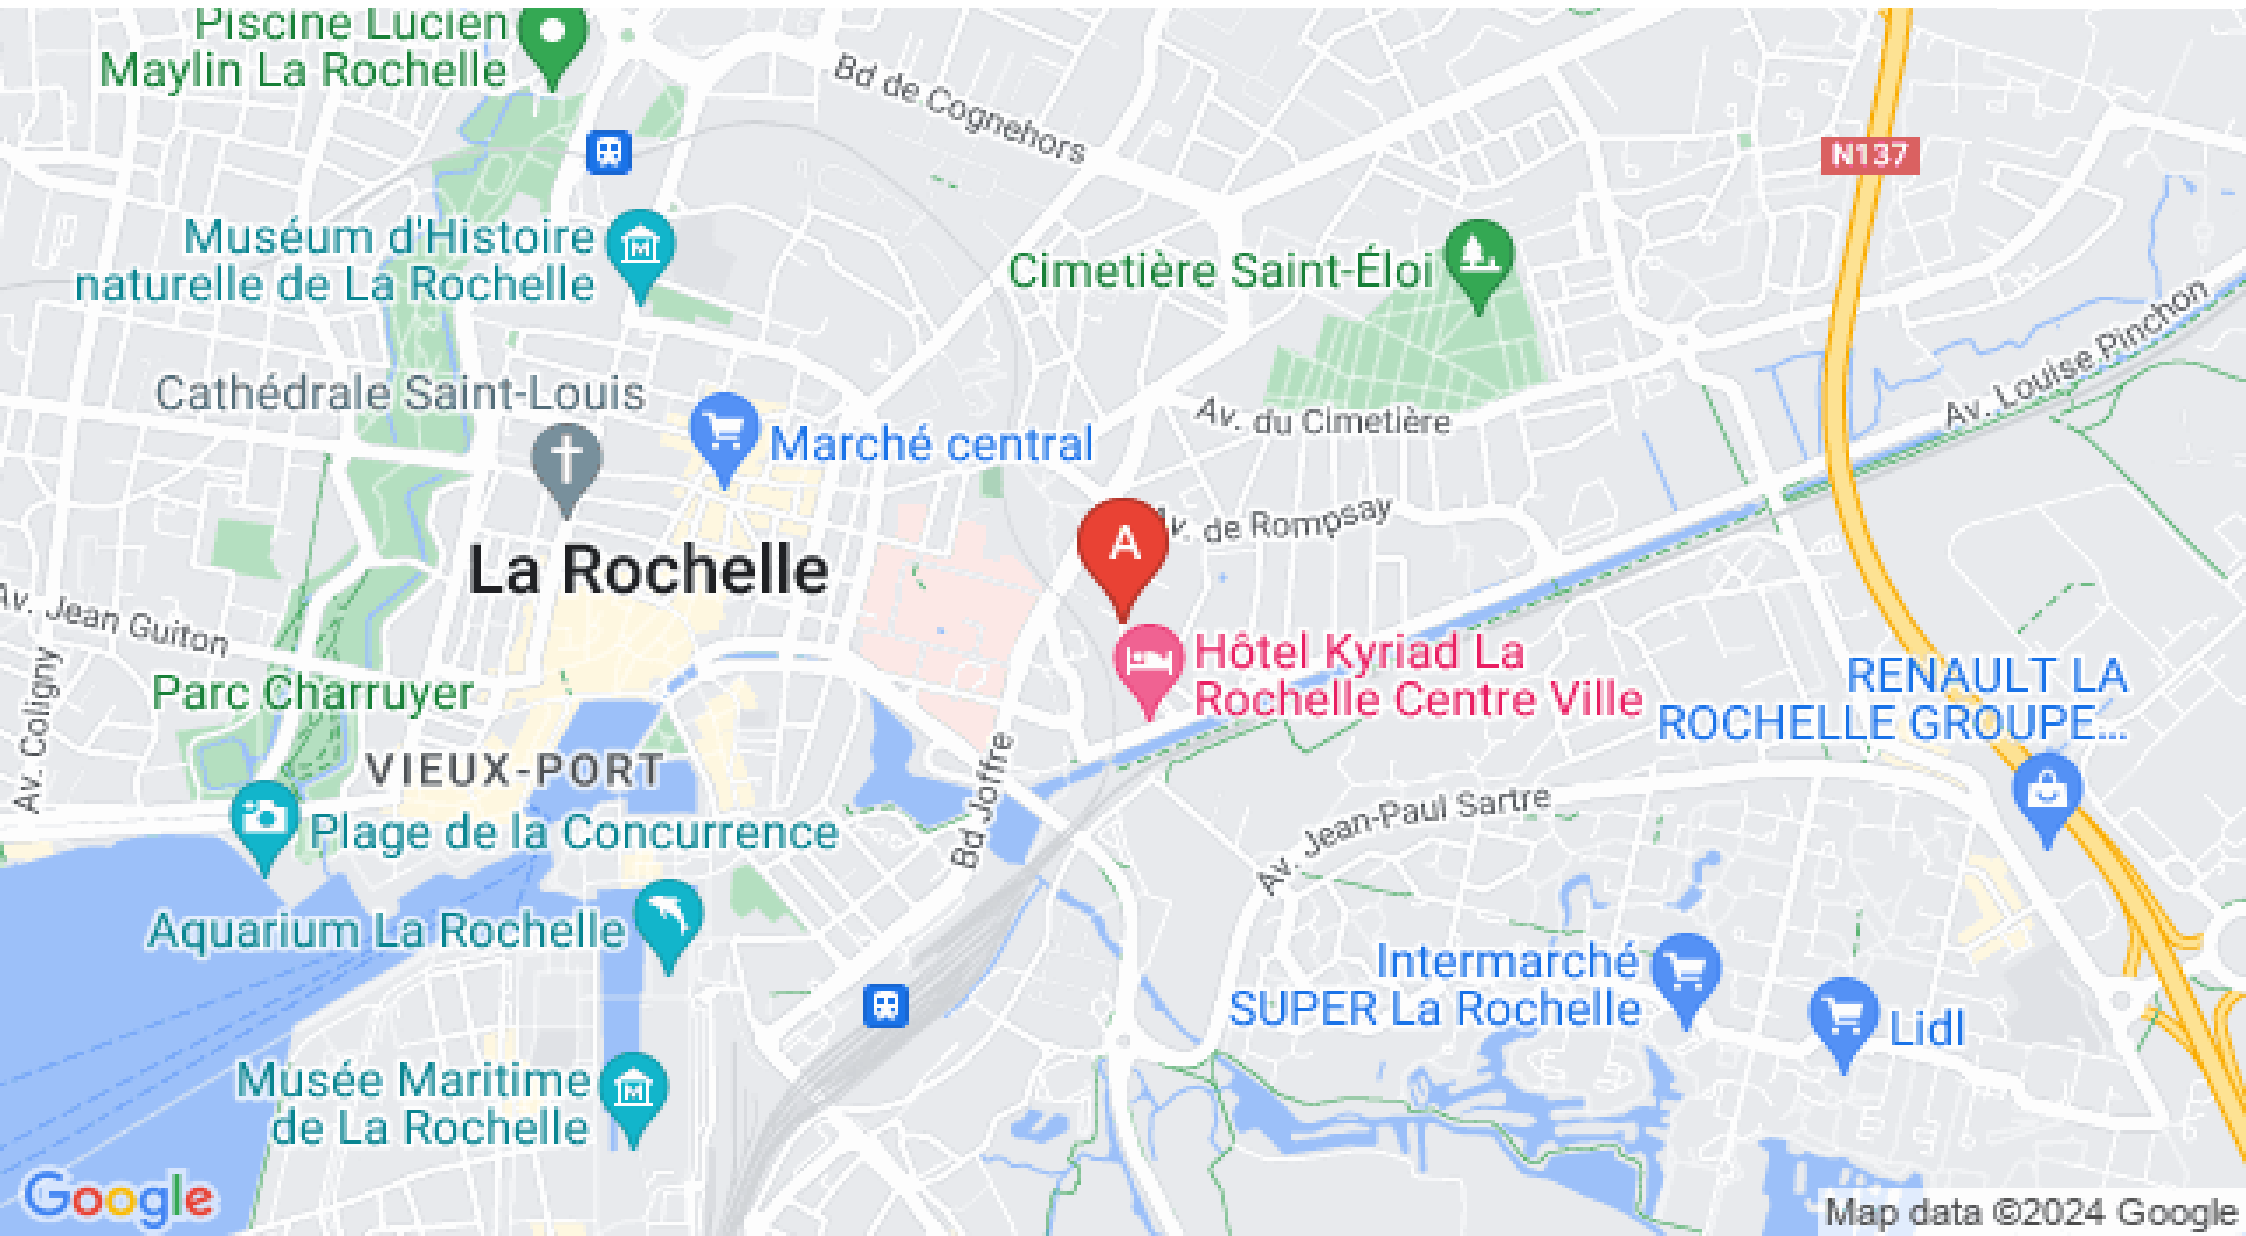 Piscine Lucien
Maylin La Rochelle
Bd de Cognehors
N137
Muséum d'Histoire
naturelle de La Rochelle
Cimetière Saint-Éloi
Av. Louise Pinchon
Cathédrale Saint-Louis
Marché central
Av. du Cimetière
A
Av. de Rompsay
La Rochelle
Av. Jean Guiton
Av. Coligny
Parc Charruyer
Hôtel Kyriad La
Rochelle Centre Ville
RENAULT LA
ROCHELLE GROUPE...
VIEUX-PORT
Bd Joffre
Av. Jean-Paul Sartre
Plage de la Concurrence
Aquarium La Rochelle
Intermarché
SUPER La Rochelle
Lidl
Musée Maritime
de La Rochelle
Google
Map data ©2024 Google